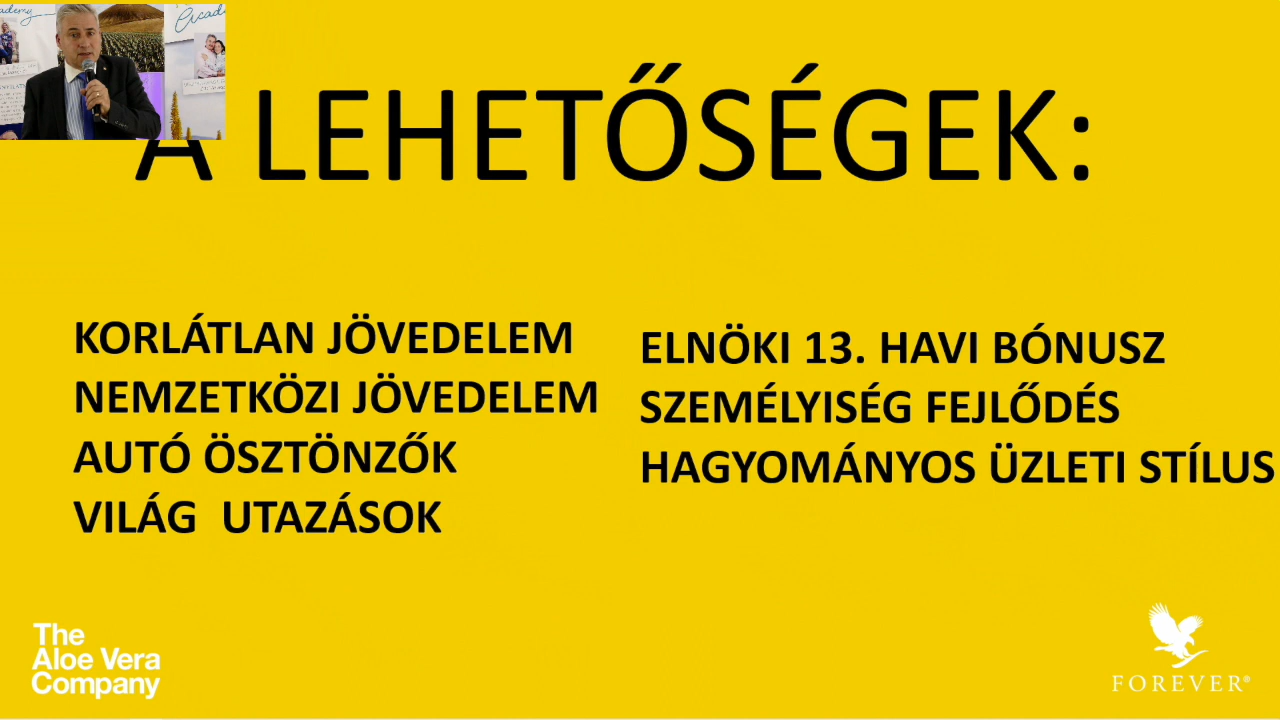 A LEHETŐSÉGEK:
KORLÁTLAN JÖVEDELEM
NEMZETKÖZI JÖVEDELEM
AUTÓ ÖSZTÖNZŐK
VILÁG UTAZÁSOK
ELNÖKI 13. HAVI BÓNUSZ
SZEMÉLYISÉG FEJLŐDÉS
HAGYOMÁNYOS ÜZLETI STÍLUS
The
Aloe Vera
Company
FOREVER®